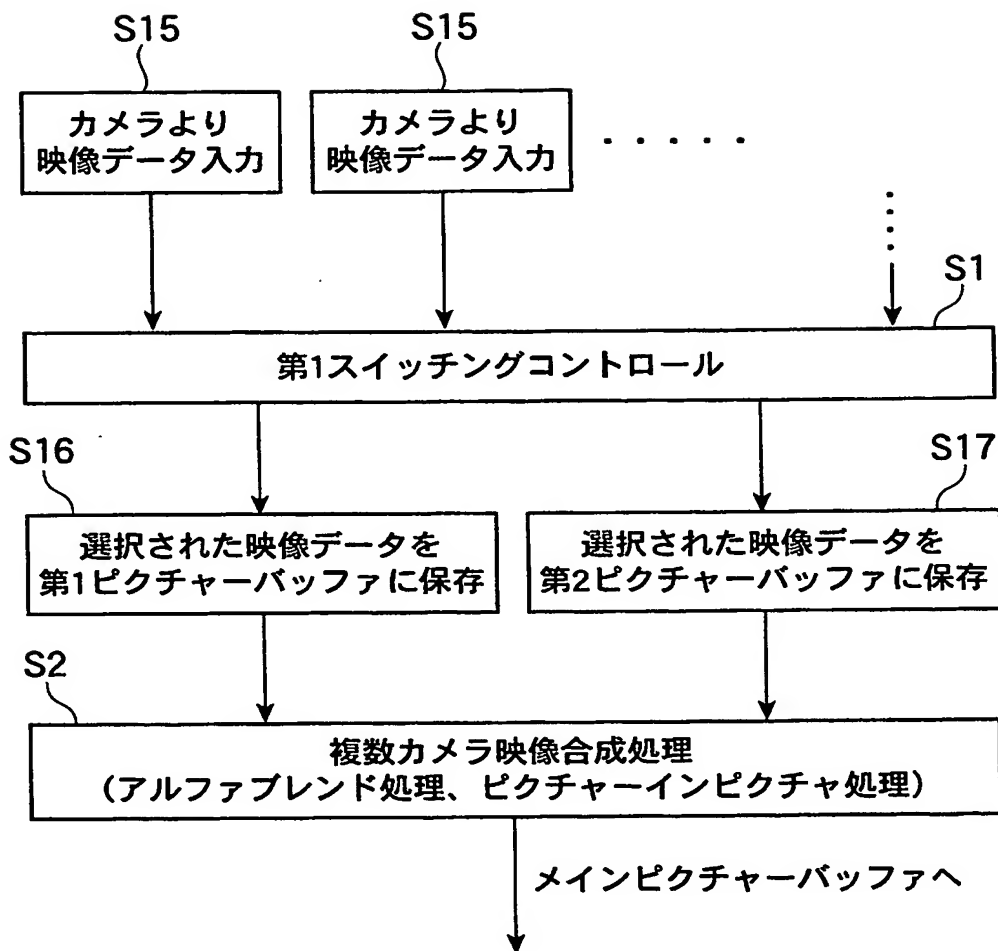 S15
S15
カメラより
映像データ入力
カメラより
映像データ入力
S1
第1スイッチングコントロール
S16
S17
選択された映像データを
第1ピクチャーバッファに保存
選択された映像データを
第2ピクチャーバッファに保存
S2
複数カメラ映像合成処理
(アルファブレンド処理、ピクチャーインピクチャ処理)
メインピクチャーバッファへ